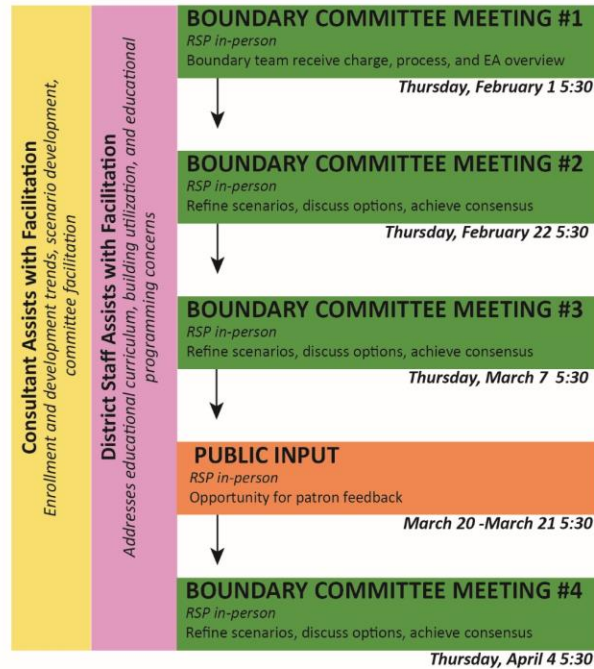 Consultant Assists with Facilitation
Enrollment and development trends, scenario development,
committee facilitation
District Staff Assists with Facilitation
Addresses educational curriculum, building utilization, and educational
programming concerns
BOUNDARY COMMITTEE MEETING #1
RSP in-person
Boundary team receive charge, process, and EA overview
Thursday, February 1 5:30
BOUNDARY COMMITTEE MEETING #2
RSP in-person
Refine scenarios, discuss options, achieve consensus
Thursday, February 22 5:30
BOUNDARY COMMITTEE MEETING #3
RSP in-person
Refine scenarios, discuss options, achieve consensus
Thursday, March 7 5:30
PUBLIC INPUT
RSP in-person
Opportunity for patron feedback
March 20 -March 21 5:30
BOUNDARY COMMITTEE MEETING #4
RSP in-person
Refine scenarios, discuss options, achieve consensus
Thursday, April 4 5:30